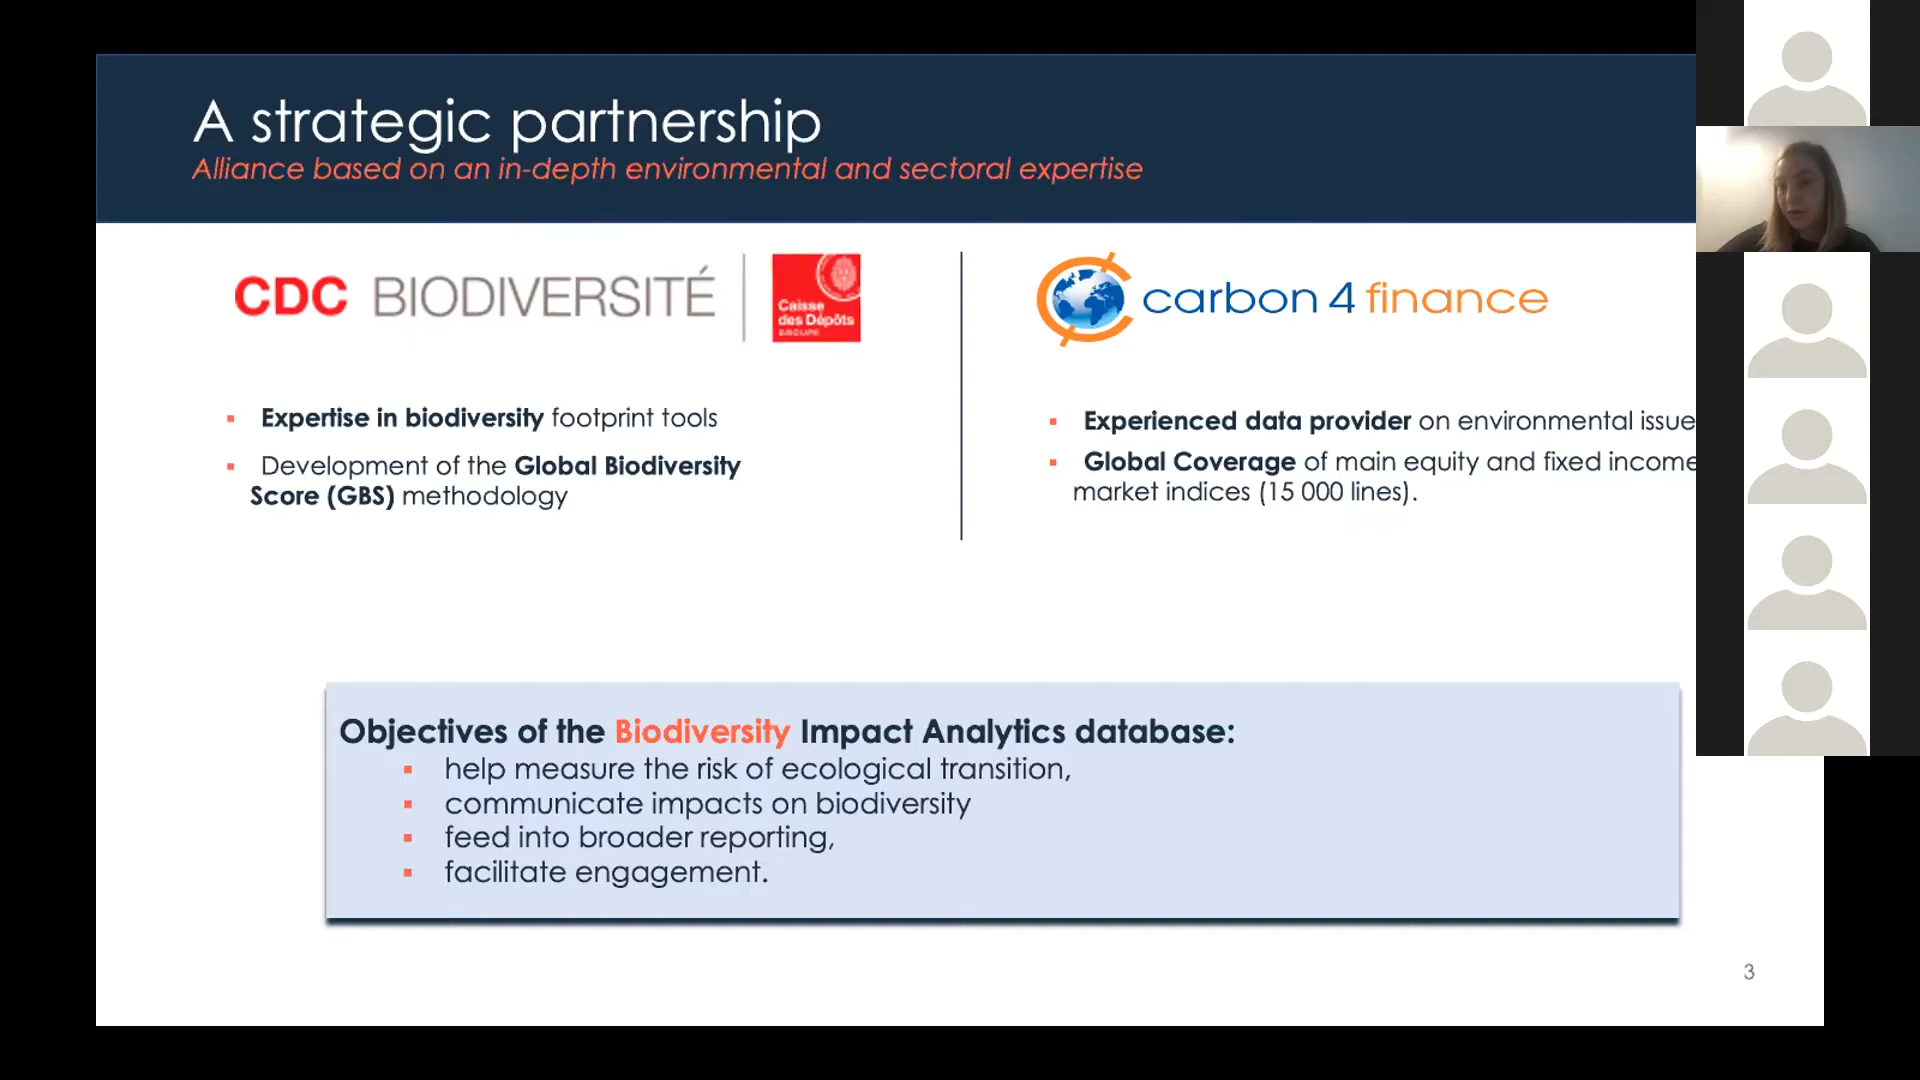 A strategic partnership
Alliance based on an in-depth environmental and sectoral expertise
CDC BIODIVERSITÉ
Caisse
des Dépôts
GROUPE
carbon 4 finance
▪ Expertise in biodiversity footprint tools
▪ Development of the Global Biodiversity
Score (GBS) methodology
▪ Experienced data provider on environmental issue
▪ Global Coverage of main equity and fixed income
market indices (15 000 lines).
Objectives of the Biodiversity Impact Analytics database:
▪ help measure the risk of ecological transition,
▪ communicate impacts on biodiversity
▪ feed into broader reporting,
▪ facilitate engagement.
3